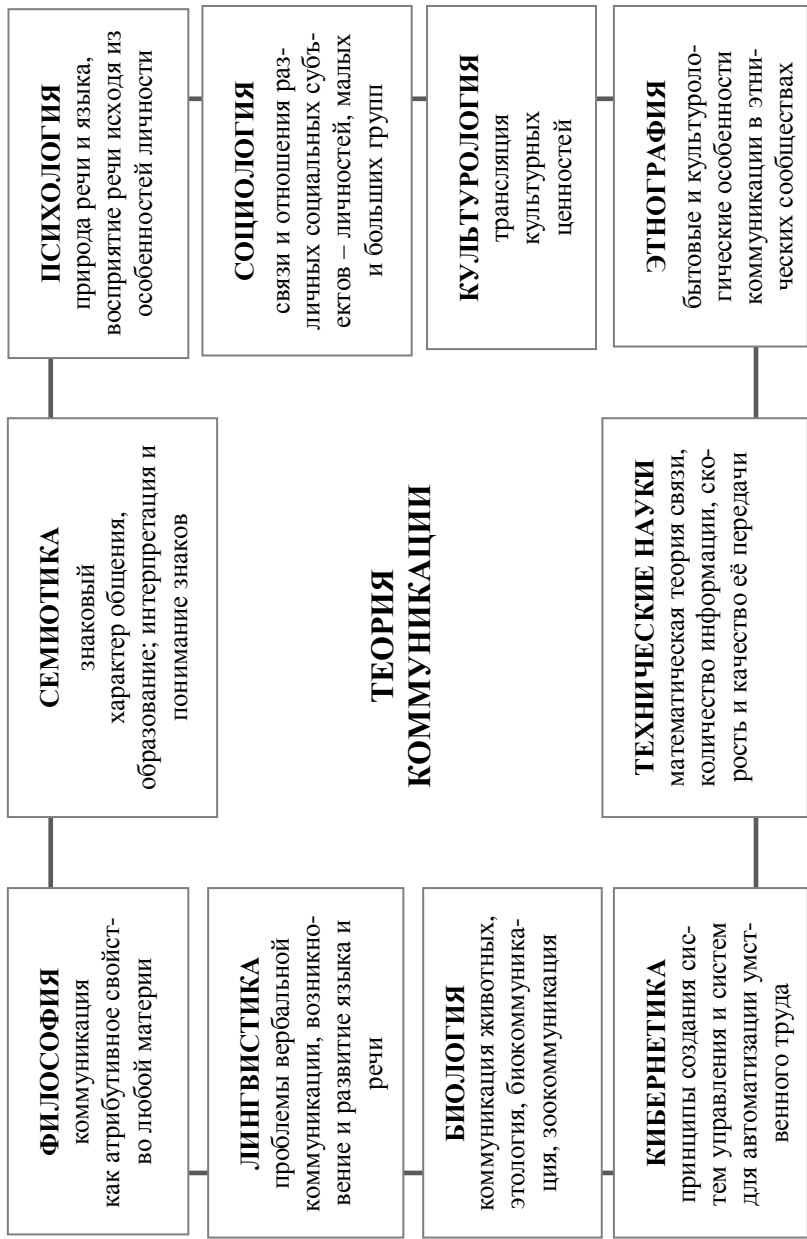 ФИЛОСОФИЯ
коммуникация
как атрибутивное свойст-
во любой материи
СЕМИОТИКА
знаковый
характер общения,
образование; интерпретация и
понимание знаков
ПСИХОЛОГИЯ
природа речи и языка,
восприятие речи исходя из
особенностей личности
ЛИНГВИСТИКА
проблемы вербальной
коммуникации, возникно-
вение и развитие языка и
речи
СОЦИОЛОГИЯ
связи и отношения раз-
личных социальных субъ-
ектов – личностей, малых
и больших групп
ТЕОРИЯ
КОММУНИКАЦИИ
БИОЛОГИЯ
коммуникация животных,
этология, биокоммуника-
ция, зоокоммуникация
КУЛЬТУРОЛОГИЯ
трансляция
культурных
ценностей
КИБЕРНЕТИКА
принципы создания сис-
тем управления и систем
для автоматизации умст-
венного труда
ТЕХНИЧЕСКИЕ НАУКИ
математическая теория связи,
количество информации, ско-
рость и качество её передачи
ЭТНОГРАФИЯ
бытовые и культуроло-
гические особенности
коммуникации в этни-
ческих сообществах